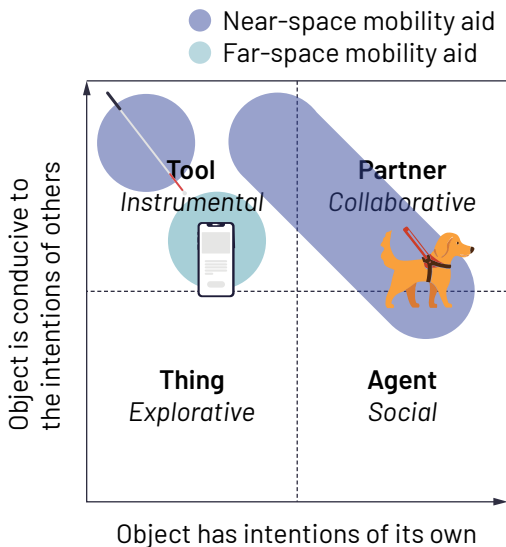 Near-space mobility aid
Far-space mobility aid
Object is conducive to
the intentions of others
Tool
Instrumental
Partner
Collaborative
Thing
Explorative
Agent
Social
Object has intentions of its own